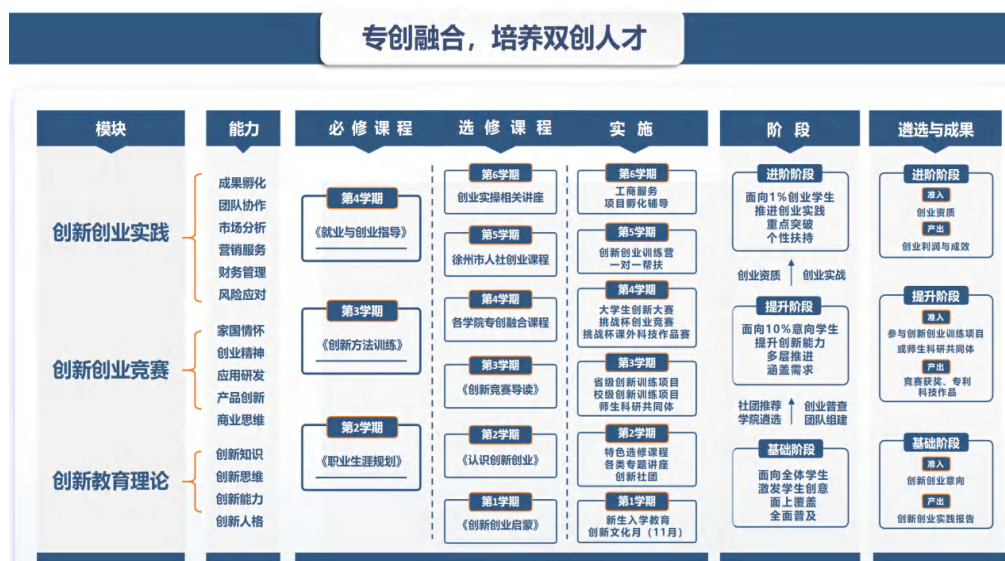 专创融合，培养双创人才
模块
能力
必修课程
选修课程
实施
阶段
遴选与成果
创新创业实践
成果孵化
团队协作
市场分析
营销服务
财务管理
风险应对
创新创业竞赛
家国情怀
创业精神
应用研发
产品创新
商业思维
创新教育理论
创新知识
创新思维
创新能力
创新人格
第4学期
《就业与创业指导》
第3学期
《创新方法训练》
第2学期
《职业生涯规划》
第6学期
创业实操相关讲座
第5学期
徐州市人社创业课程
第4学期
各学院专创融合课程
第3学期
《创新竞赛导读》
第2学期
《认识创新创业》
第1学期
《创新创业启蒙》
第6学期
工商服务
项目孵化辅导
第5学期
创新创业训练营
一对一帮扶
第4学期
大学生创新大赛
挑战杯创业竞赛
挑战杯课外科技作品赛
第3学期
省级创新训练项目
校级创新训练项目
师生科研共同体
第2学期
特色选修课程
各类专题讲座
创新社团
第1学期
新生入学教育
创新文化月（11月）
进阶阶段
面向1%创业学生
推进创业实践
重点突破
个性扶持
创业资质 创业实战
提升阶段
面向10%意向学生
提升创新能力
多层推进
涵盖需求
社团推荐 创业普查
学院遴选 团队组建
基础阶段
面向全体学生
激发学生创意
面上覆盖
全面普及
进阶阶段
准入
创业资质
产出
创业利润与成效
提升阶段
准入
参与创新创业训练项目
或师生科研共同体
产出
竞赛获奖、专利
科技作品
基础阶段
准入
创新创业意向
产出
创新创业实践报告